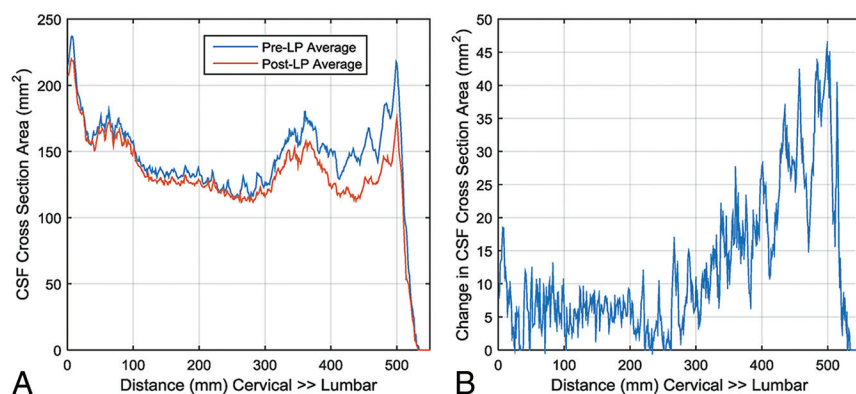 CSF Cross Section Area (mm²)
250
200
150
100
50
0
Pre-LP Average
Post-LP Average
0 100 200 300 400 500
Distance (mm) Cervical >> Lumbar
A
Change in CSF Cross Section Area (mm²)
50
45
40
35
30
25
20
15
10
5
0
0 100 200 300 400 500
Distance (mm) Cervical >> Lumbar
B